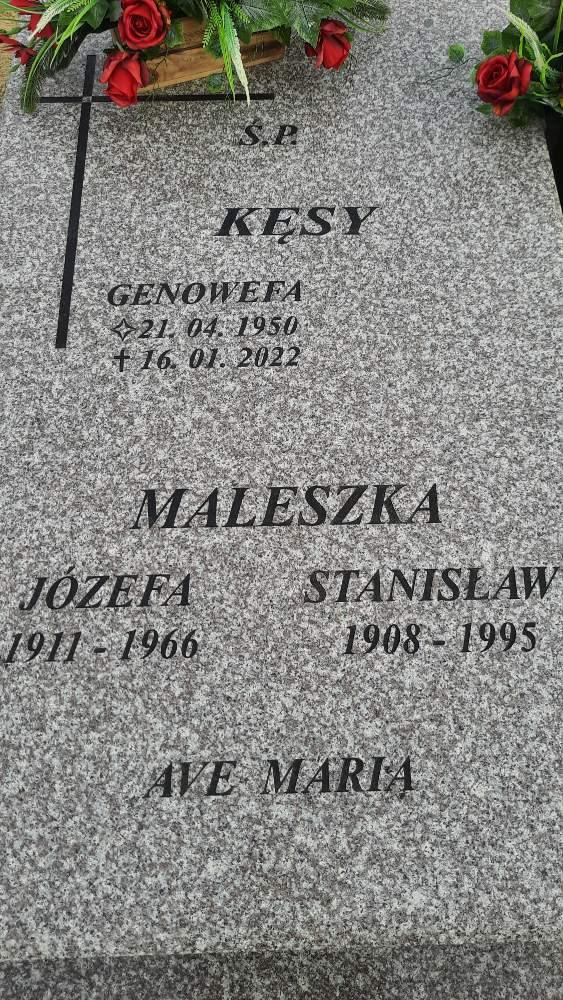 Ś.P.
KĘSY
GENOWEFA
✧21. 04. 1950
✝16. 01. 2022
MALESZKA
JÓZEFA STANISŁAW
1911 - 1966 1908 - 1995
AVE MARIA